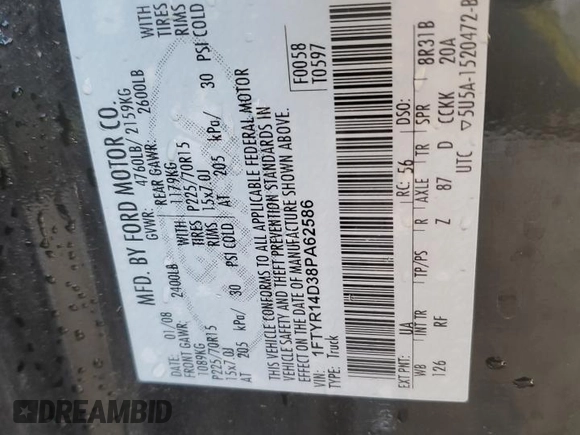 MFD. BY FORD MOTOR CO.
DATE: 01/08
GVWR: 4760LB/ 2159KG
FRONT GAWR: 2400LB
REAR GAWR: 2600LB
1089KG
1179KG
P225/70R15 TIRES
P225/70R15 TIRES
15x7.0J RIMS
15x7.0J RIMS
AT 205 kPa/ 30 PSI COLD
AT 205 kPa/ 30 PSI COLD
THIS VEHICLE CONFORMS TO ALL APPLICABLE FEDERAL MOTOR
VEHICLE SAFETY AND THEFT PREVENTION STANDARDS IN
EFFECT ON THE DATE OF MANUFACTURE SHOWN ABOVE.
VIN: 1FTYR14D38PA62586
TYPE: Truck
F0058
T0597
EXT PNT: UA RC: 56 DSO:
WB INT TR TP/PS R AXLE TR SPR
126 RF Z 87 D CCKK 20A
8R31B
UTC ▽5U5A-1520472-B
DREAMBID